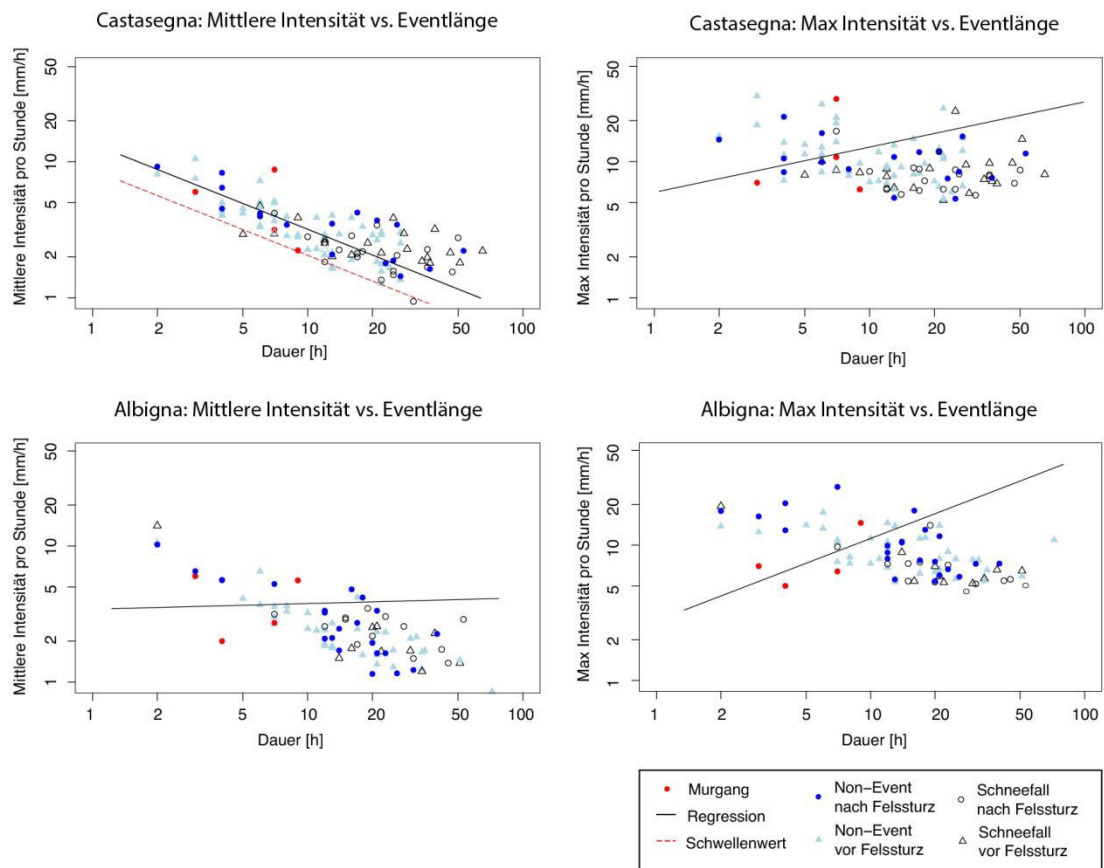 Castasegna: Mittlere Intensität vs. Eventlänge
Mittlere Intensität pro Stunde [mm/h]
50
20
10
5
2
1
1 2 5 10 20 50 100
Dauer [h]
Castasegna: Max Intensität vs. Eventlänge
Max Intensität pro Stunde [mm/h]
50
20
10
5
2
1
1 2 5 10 20 50 100
Dauer [h]
Albigna: Mittlere Intensität vs. Eventlänge
Mittlere Intensität pro Stunde [mm/h]
50
20
10
5
2
1
1 2 5 10 20 50 100
Dauer [h]
Albigna: Max Intensität vs. Eventlänge
Max Intensität pro Stunde [mm/h]
50
20
10
5
2
1
1 2 5 10 20 50 100
Dauer [h]
Murgang
Regression
Schwellenwert
Non-Event
nach Felssturz
Non-Event
vor Felssturz
Schneefall
nach Felssturz
Schneefall
vor Felssturz